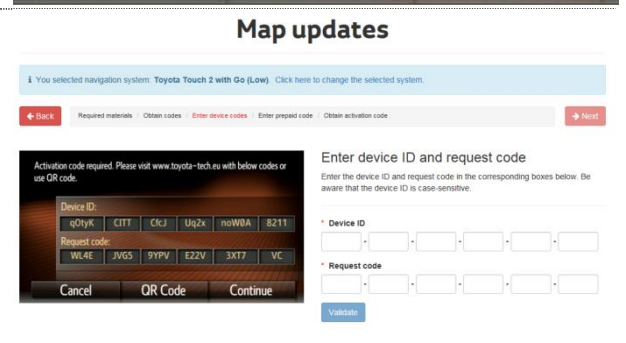 Map updates
i You selected navigation system: Toyota Touch 2 with Go (Low). Click here to change the selected system.
← Back
Required materials / Obtain codes / Enter device codes / Enter prepaid code / Obtain activation code
→ Next
Activation code required. Please visit www.toyota-tech.eu with below codes or
use QR code.
Device ID:
qOtyK CITT CfcJ Uq2x noW0A 8211
Request code:
WL4E JVG5 9YPV E22V 3XT7 VC
Cancel QR Code Continue
Enter device ID and request code
Enter the device ID and request code in the corresponding boxes below. Be
aware that the device ID is case-sensitive.
* Device ID
- - - - -
* Request code
- - - - -
Validate